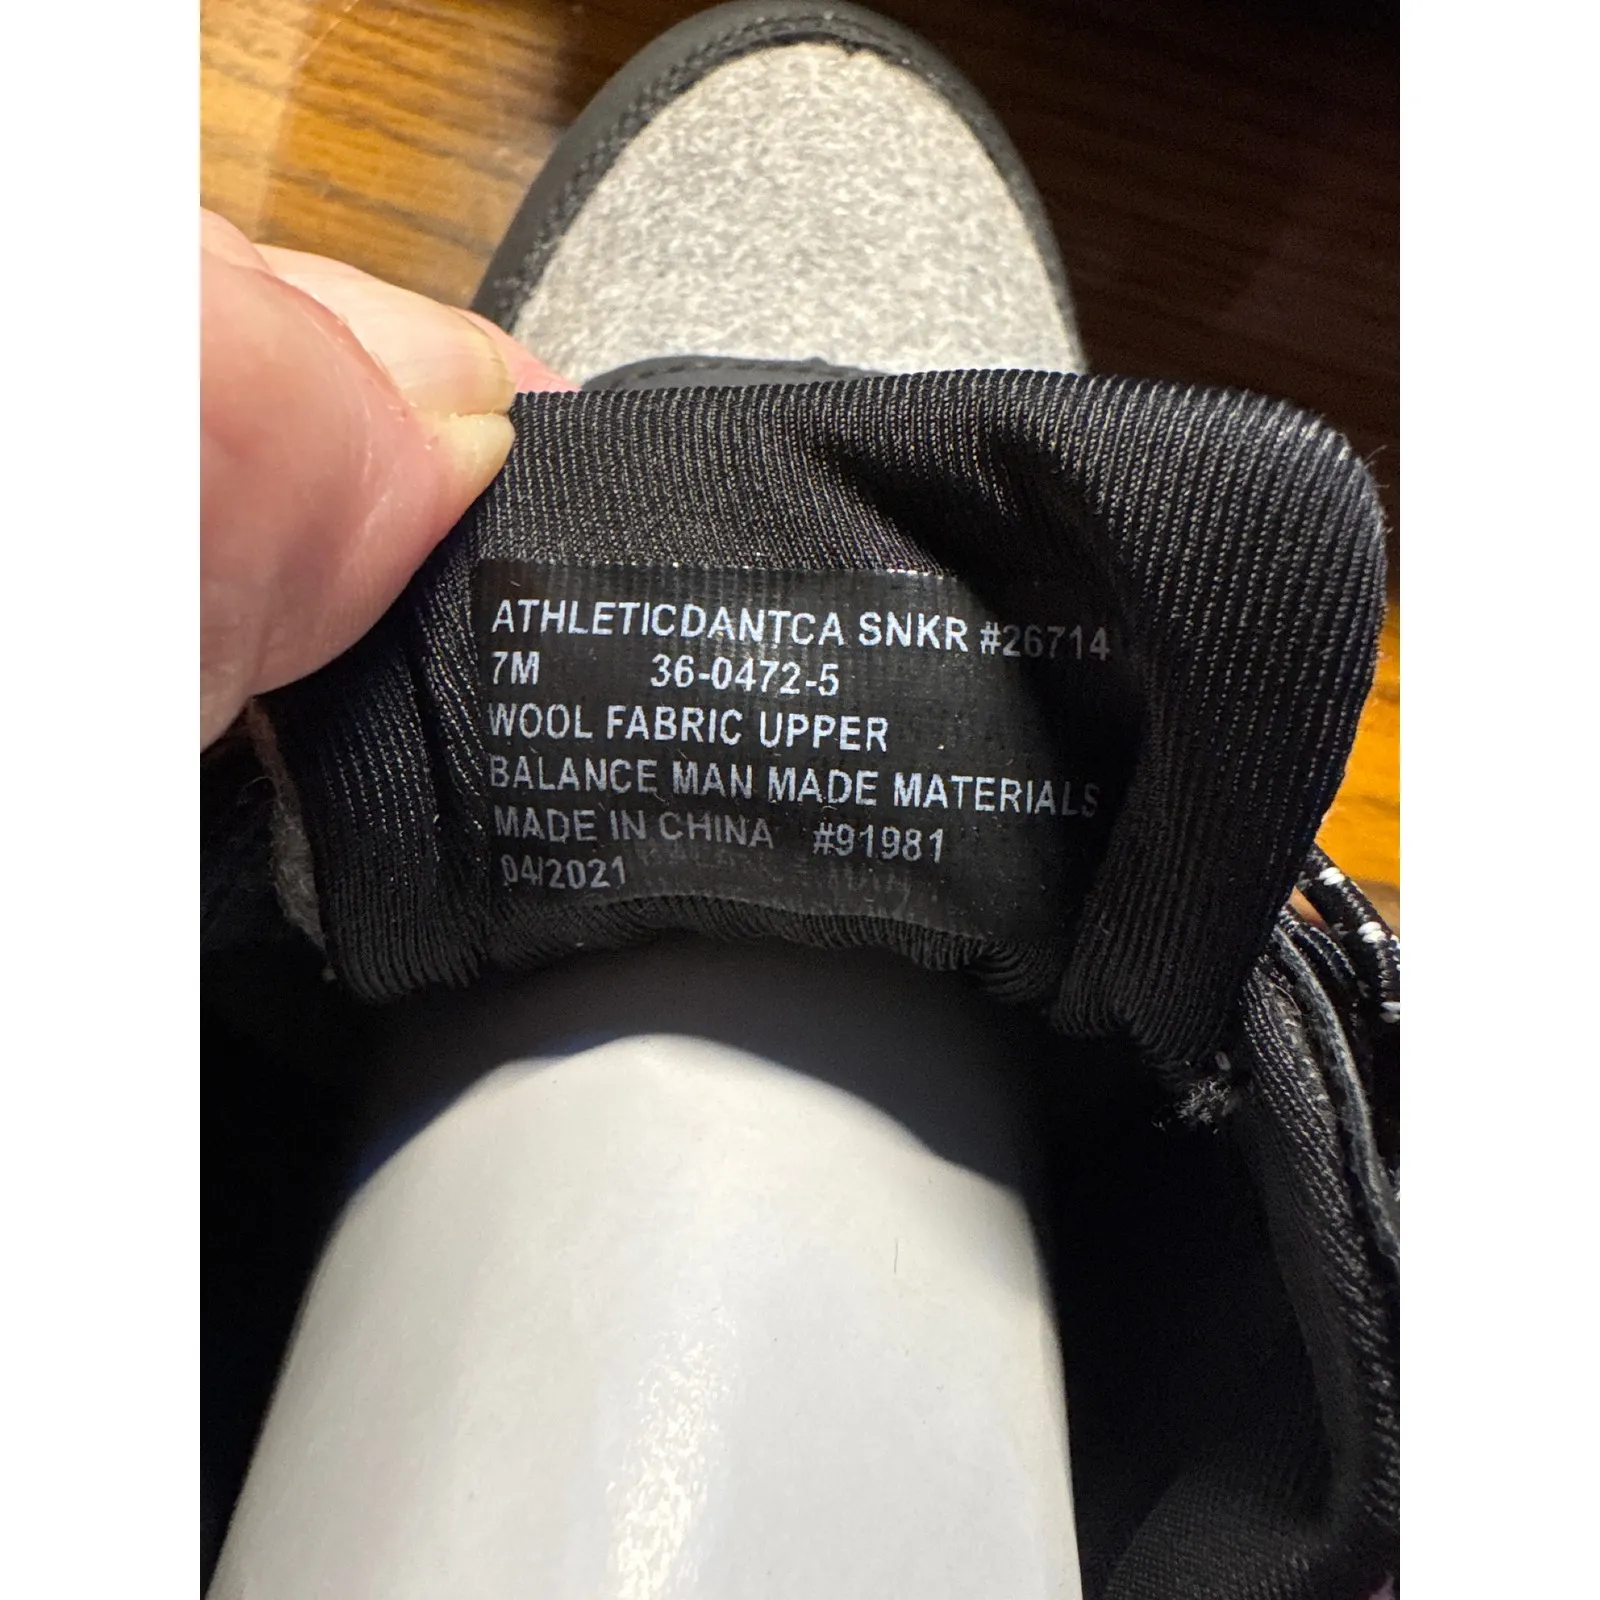 ATHLETICDANTCA SNKR #26714
7M 36-0472-5
WOOL FABRIC UPPER
BALANCE MAN MADE MATERIALS
MADE IN CHINA #91981
04/2021